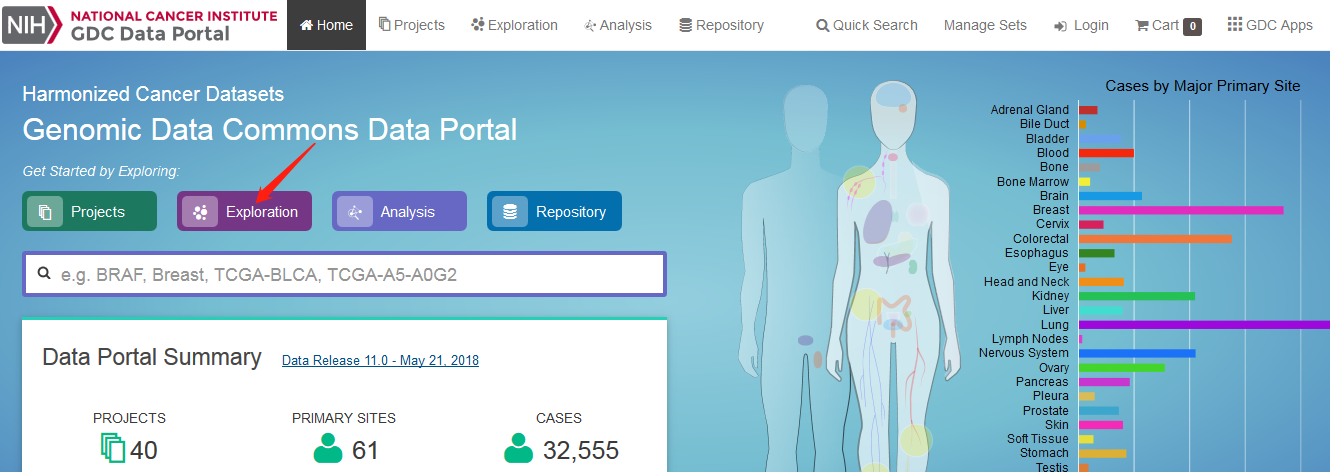 NIH NATIONAL CANCER INSTITUTE
GDC Data Portal
Home
Projects
Exploration
Analysis
Repository
Quick Search
Manage Sets
Login
Cart 0
GDC Apps
Harmonized Cancer Datasets
Genomic Data Commons Data Portal
Get Started by Exploring:
Projects
Exploration
Analysis
Repository
e.g. BRAF, Breast, TCGA-BLCA, TCGA-A5-A0G2
Data Portal Summary
Data Release 11.0 - May 21, 2018
PROJECTS
40
PRIMARY SITES
61
CASES
32,555
Cases by Major Primary Site
Adrenal Gland
Bile Duct
Bladder
Blood
Bone
Bone Marrow
Brain
Breast
Cervix
Colorectal
Esophagus
Eye
Head and Neck
Kidney
Liver
Lung
Lymph Nodes
Nervous System
Ovary
Pancreas
Pleura
Prostate
Skin
Soft Tissue
Stomach
Testis